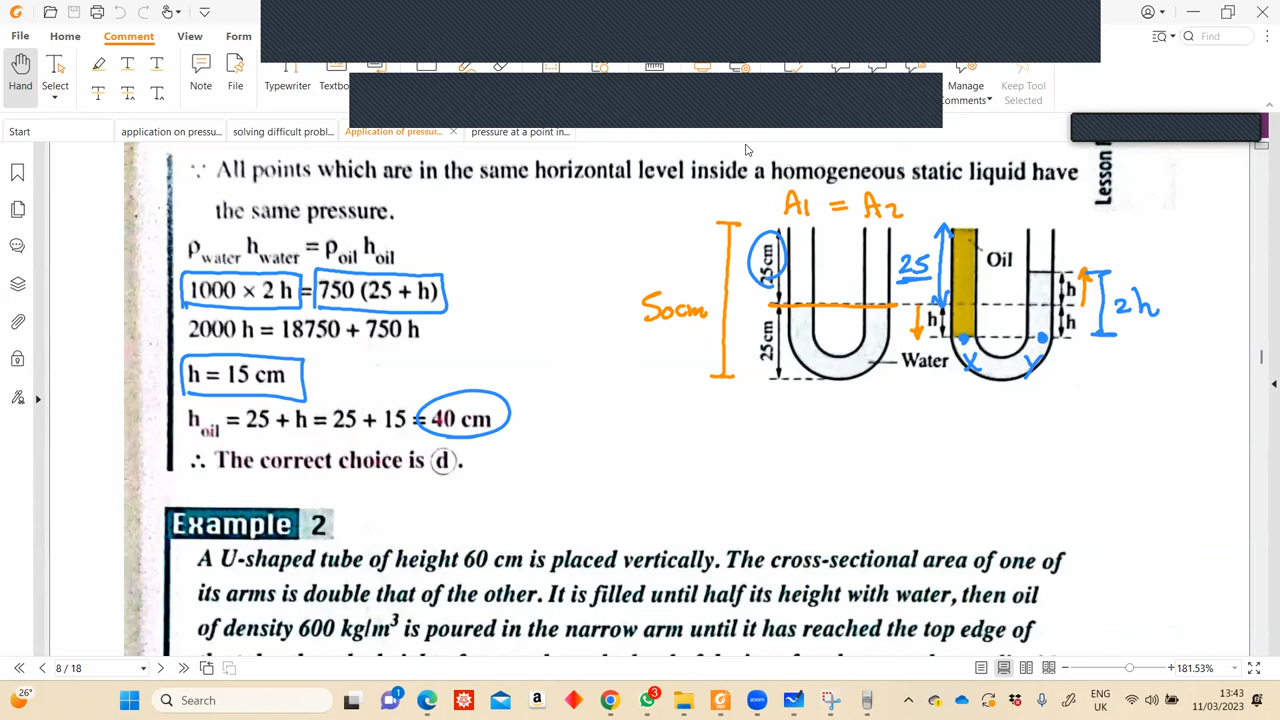 File Home Comment View Form
Find
Hand
Select
Note
File
Typewriter
Manage
Comments
Keep Tool
Selected
Start
application on pressu...
solving difficult probl...
Application of pressur...
pressure at a point in...
∵ All points which are in the same horizontal level inside a homogeneous static liquid have
the same pressure.
ρwater hwater = ρoil hoil
1000 × 2 h = 750 (25 + h)
2000 h = 18750 + 750 h
h = 15 cm
hoil = 25 + h = 25 + 15 = 40 cm
∴ The correct choice is ⓓ.
A1 = A2
50cm
25cm
25cm
Water
25
Oil
h
h
h
2h
X
Y
Example 2
A U-shaped tube of height 60 cm is placed vertically. The cross-sectional area of one of
its arms is double that of the other. It is filled until half its height with water, then oil
of density 600 kg/m³ is poured in the narrow arm until it has reached the top edge of
8 / 18
181.53%
26°
Search
1
3
ENG
UK
13:43
11/03/2023